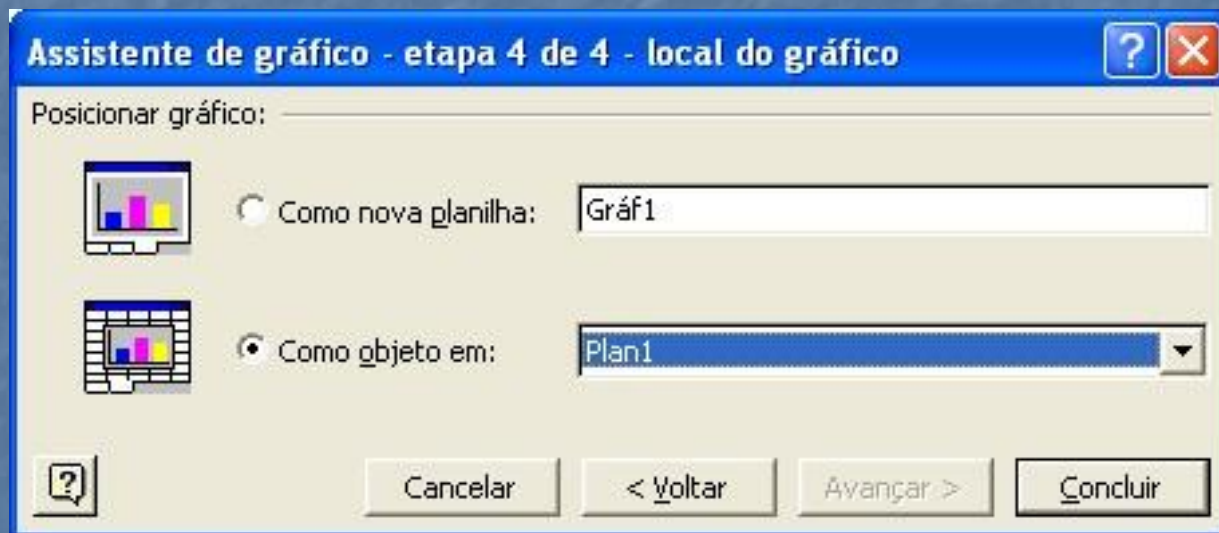 Assistente de gráfico - etapa 4 de 4 - local do gráfico
Posicionar gráfico:
Como nova planilha: Gráf1
Como objeto em: Plan1
Cancelar < Voltar Avançar > Concluir